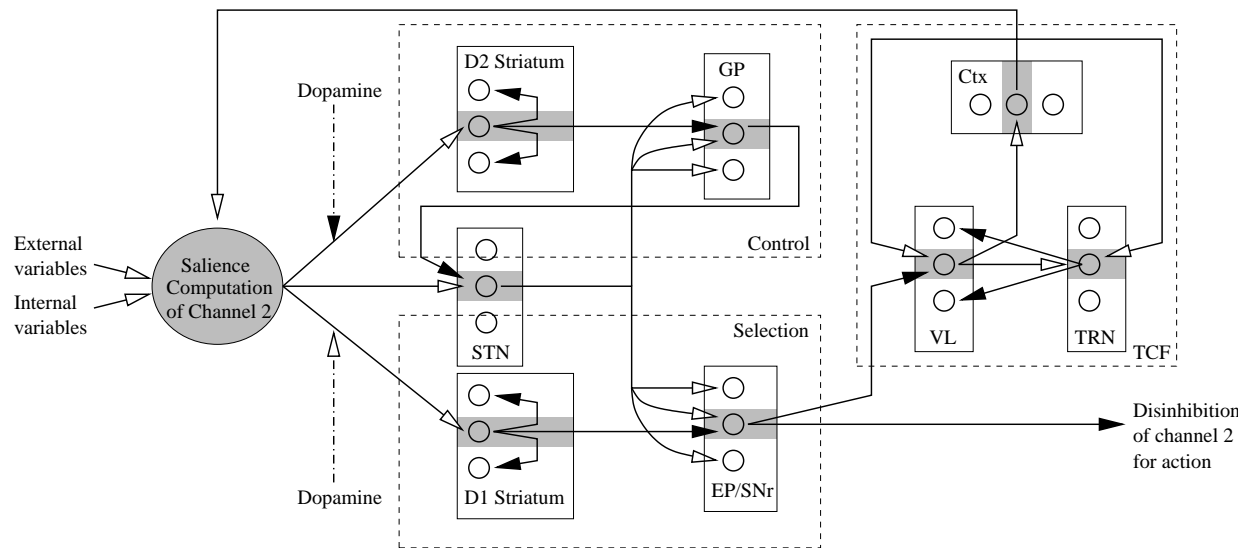 D2 Striatum
GP
Ctx
Dopamine
Control
External
variables
Internal
variables
Salience
Computation
of Channel 2
STN
Selection
VL
TRN
TCF
Disinhibition
of channel 2
for action
Dopamine
D1 Striatum
EP/SNr